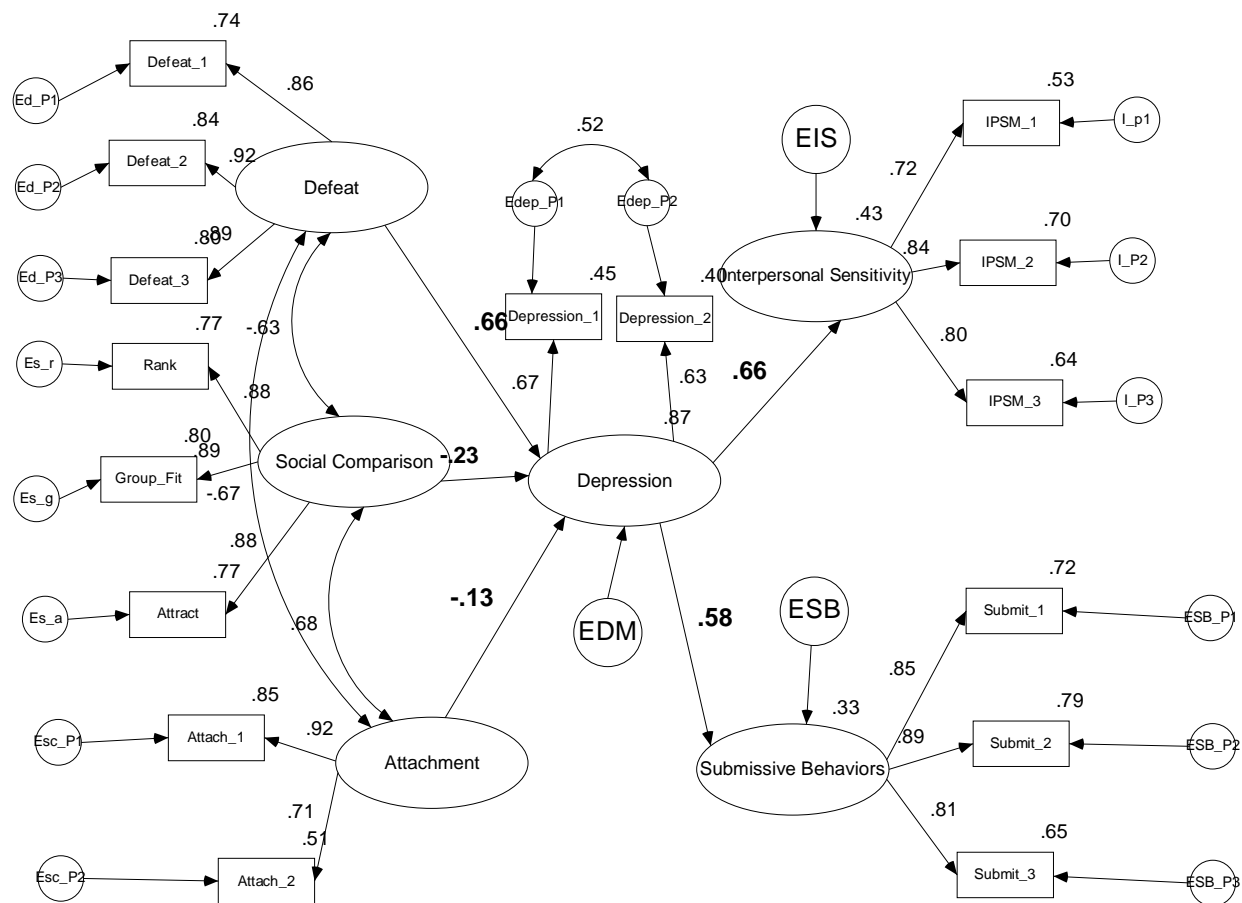 .74
Defeat_1
.86
Ed_P1
.84
Defeat_2
.92
Ed_P2
Defeat
.80
.89
Defeat_3
Ed_P3
.77
-.63
Rank
Es_r
.88
.80
.89
Group_Fit
-.67
Es_g
Social Comparison
-.23
.88
.77
Attract
Es_a
.68
.85
.92
Attach_1
Esc_P1
Attachment
.71
.51
Attach_2
Esc_P2
.52
Edep_P1
Edep_P2
.45
.40
Depression_1
Depression_2
.66
.67
.63
.87
Depression
-.13
EDM
.66
.58
EIS
.43
Interpersonal Sensitivity
.53
IPSM_1
I_p1
.72
.70
.84
IPSM_2
I_P2
.80
.64
IPSM_3
I_P3
ESB
.33
Submissive Behaviors
.72
Submit_1
ESB_P1
.85
.79
.89
Submit_2
ESB_P2
.81
.65
Submit_3
ESB_P3